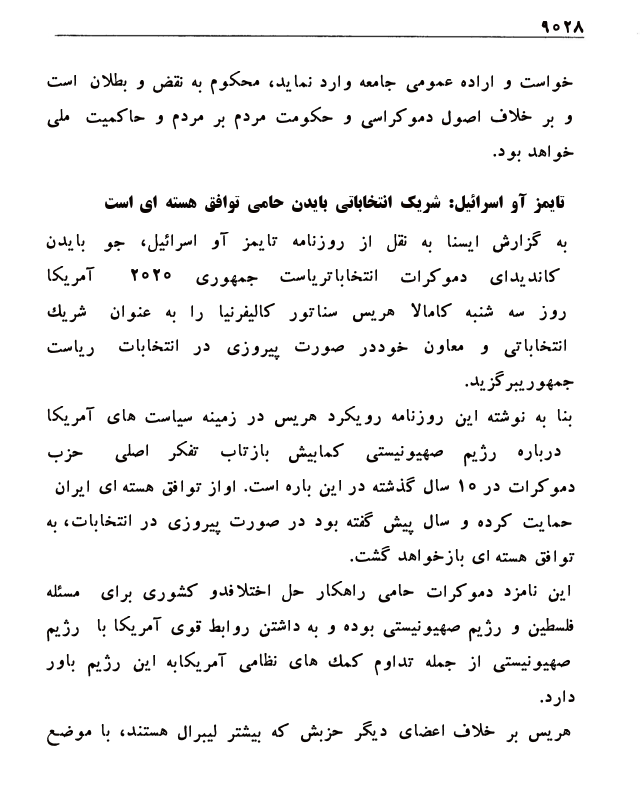 ۹۰۲۸
خواست و اراده عمومی جامعه وارد نماید، محکوم به نقض و بطلان است
و بر خلاف اصول دموکراسی و حکومت مردم بر مردم و حاکمیت ملی
خواهد بود.
تایمز آو اسرائیل: شریک انتخاباتی بایدن حامی توافق هسته ای است
به گزارش ایسنا به نقل از روزنامه تایمز آو اسرائیل، جو بایدن
کاندیدای دموکرات انتخاباتریاست جمهوری ۲۰۲۰ آمریکا
روز سه شنبه کامالا هریس سناتور کالیفرنیا را به عنوان شریك
انتخاباتی و معاون خوددر صورت پیروزی در انتخابات ریاست
جمهوریبرگزید.
بنا به نوشته این روزنامه رویکرد هریس در زمینه سیاست های آمریکا
درباره رژیم صهیونیستی کمابیش بازتاب تفکر اصلی حزب
دموکرات در ۱۰ سال گذشته در این باره است. اواز توافق هسته ای ایران
حمایت کرده و سال پیش گفته بود در صورت پیروزی در انتخابات، به
توافق هسته ای بازخواهد گشت.
این نامزد دموکرات حامی راهکار حل اختلافدو کشوری برای مسئله
فلسطین و رژیم صهیونیستی بوده و به داشتن روابط قوی آمریکا با رژیم
صهیونیستی از جمله تداوم کمك های نظامی آمریکابه این رژیم باور
دارد.
هریس بر خلاف اعضای دیگر حزبش که بیشتر لیبرال هستند، با موضع